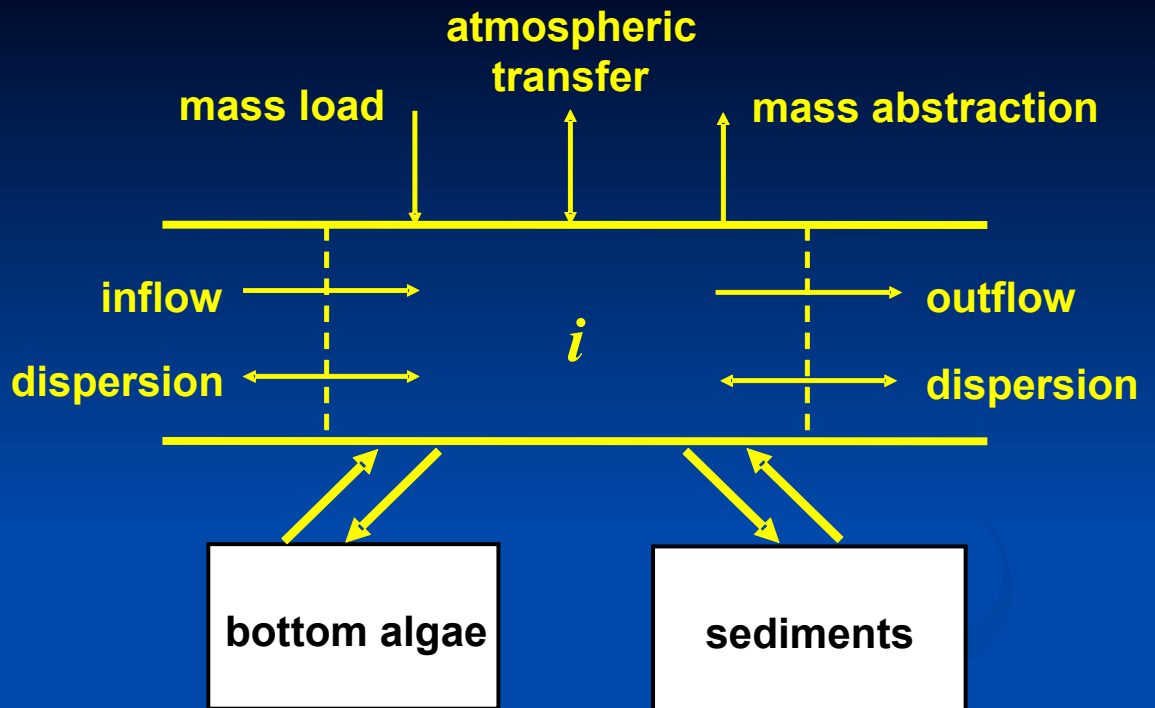 atmospheric
transfer
mass load
mass abstraction
inflow
outflow
i
dispersion
dispersion
bottom algae
sediments